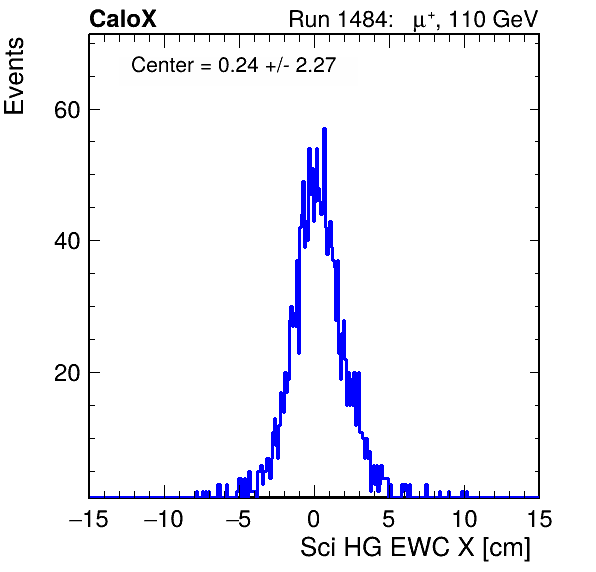 CaloX Run 1484: μ⁺, 110 GeV
Center = 0.24 +/- 2.27
Events
60
40
20
−15 −10 −5 0 5 10 15
Sci HG EWC X [cm]